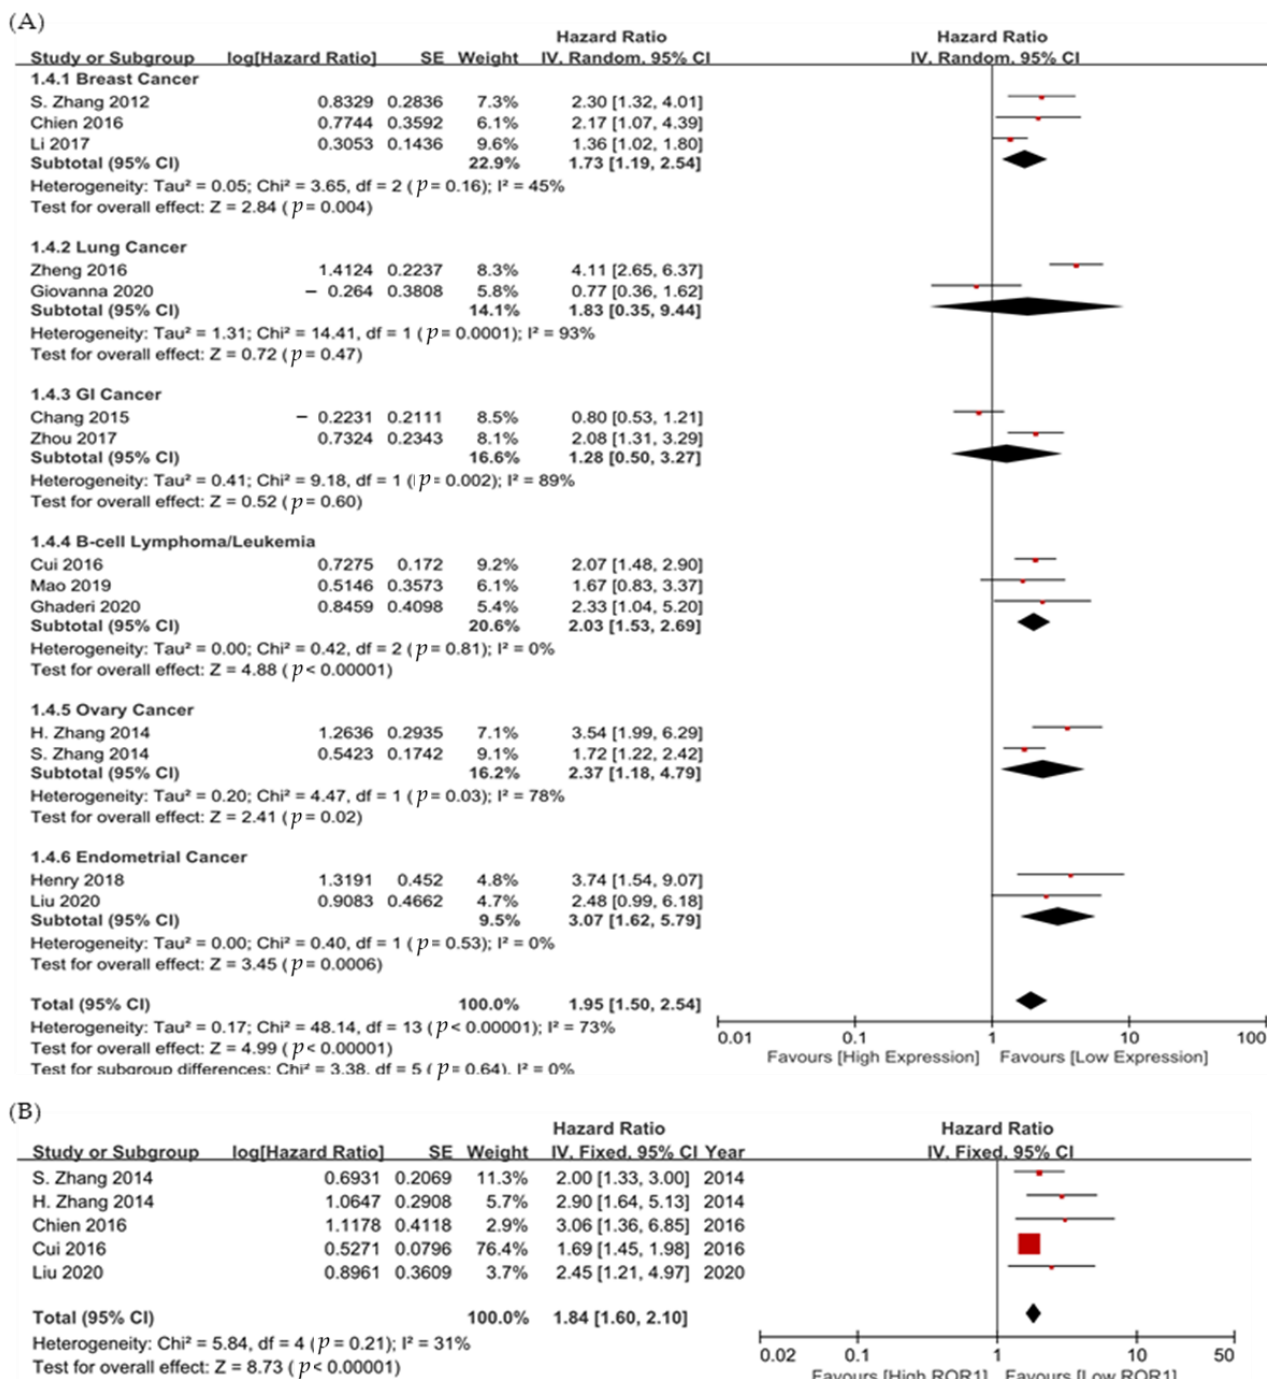 (A)
Hazard Ratio Hazard Ratio
Study or Subgroup log[Hazard Ratio] SE Weight IV, Random, 95% CI IV, Random, 95% CI
1.4.1 Breast Cancer
S. Zhang 2012 0.8329 0.2836 7.3% 2.30 [1.32, 4.01]
Chien 2016 0.7744 0.3592 6.1% 2.17 [1.07, 4.39]
Li 2017 0.3053 0.1436 9.6% 1.36 [1.02, 1.80]
Subtotal (95% CI) 22.9% 1.73 [1.19, 2.54]
Heterogeneity: Tau² = 0.05; Chi² = 3.65, df = 2 (p = 0.16); I² = 45%
Test for overall effect: Z = 2.84 (p = 0.004)
1.4.2 Lung Cancer
Zheng 2016 1.4124 0.2237 8.3% 4.11 [2.65, 6.37]
Giovanna 2020 − 0.264 0.3808 5.8% 0.77 [0.36, 1.62]
Subtotal (95% CI) 14.1% 1.83 [0.35, 9.44]
Heterogeneity: Tau² = 1.31; Chi² = 14.41, df = 1 (p = 0.0001); I² = 93%
Test for overall effect: Z = 0.72 (p = 0.47)
1.4.3 GI Cancer
Chang 2015 − 0.2231 0.2111 8.5% 0.80 [0.53, 1.21]
Zhou 2017 0.7324 0.2343 8.1% 2.08 [1.31, 3.29]
Subtotal (95% CI) 16.6% 1.28 [0.50, 3.27]
Heterogeneity: Tau² = 0.41; Chi² = 9.18, df = 1 (p = 0.002); I² = 89%
Test for overall effect: Z = 0.52 (p = 0.60)
1.4.4 B-cell Lymphoma/Leukemia
Cui 2016 0.7275 0.172 9.2% 2.07 [1.48, 2.90]
Mao 2019 0.5146 0.3573 6.1% 1.67 [0.83, 3.37]
Ghaderi 2020 0.8459 0.4098 5.4% 2.33 [1.04, 5.20]
Subtotal (95% CI) 20.6% 2.03 [1.53, 2.69]
Heterogeneity: Tau² = 0.00; Chi² = 0.42, df = 2 (p = 0.81); I² = 0%
Test for overall effect: Z = 4.88 (p < 0.00001)
1.4.5 Ovary Cancer
H. Zhang 2014 1.2636 0.2935 7.1% 3.54 [1.99, 6.29]
S. Zhang 2014 0.5423 0.1742 9.1% 1.72 [1.22, 2.42]
Subtotal (95% CI) 16.2% 2.37 [1.18, 4.79]
Heterogeneity: Tau² = 0.20; Chi² = 4.47, df = 1 (p = 0.03); I² = 78%
Test for overall effect: Z = 2.41 (p = 0.02)
1.4.6 Endometrial Cancer
Henry 2018 1.3191 0.452 4.8% 3.74 [1.54, 9.07]
Liu 2020 0.9083 0.4662 4.7% 2.48 [0.99, 6.18]
Subtotal (95% CI) 9.5% 3.07 [1.62, 5.79]
Heterogeneity: Tau² = 0.00; Chi² = 0.40, df = 1 (p = 0.53); I² = 0%
Test for overall effect: Z = 3.45 (p = 0.0006)
Total (95% CI) 100.0% 1.95 [1.50, 2.54]
Heterogeneity: Tau² = 0.17; Chi² = 48.14, df = 13 (p < 0.00001); I² = 73%
Test for overall effect: Z = 4.99 (p < 0.00001)
Test for subgroup differences: Chi² = 3.38, df = 5 (p = 0.64), I² = 0%
0.01 0.1 1 10 100
Favours [High Expression] Favours [Low Expression]
(B)
Hazard Ratio Hazard Ratio
Study or Subgroup log[Hazard Ratio] SE Weight IV, Fixed, 95% CI Year IV, Fixed, 95% CI
S. Zhang 2014 0.6931 0.2069 11.3% 2.00 [1.33, 3.00] 2014
H. Zhang 2014 1.0647 0.2908 5.7% 2.90 [1.64, 5.13] 2014
Chien 2016 1.1178 0.4118 2.9% 3.06 [1.36, 6.85] 2016
Cui 2016 0.5271 0.0796 76.4% 1.69 [1.45, 1.98] 2016
Liu 2020 0.8961 0.3609 3.7% 2.45 [1.21, 4.97] 2020
Total (95% CI) 100.0% 1.84 [1.60, 2.10]
Heterogeneity: Chi² = 5.84, df = 4 (p = 0.21); I² = 31%
Test for overall effect: Z = 8.73 (p < 0.00001)
0.02 0.1 1 10 50
Favours [High ROR1] Favours [Low ROR1]